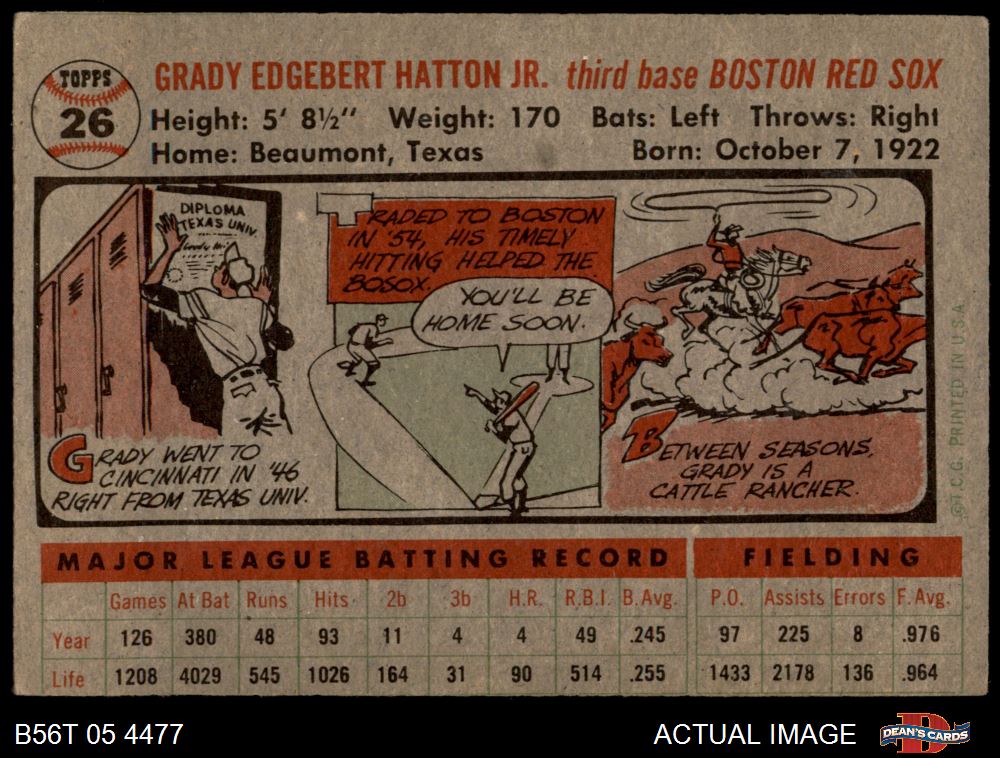 TOPPS
26
GRADY EDGEBERT HATTON JR. third base BOSTON RED SOX
Height: 5' 8½" Weight: 170 Bats: Left Throws: Right
Home: Beaumont, Texas Born: October 7, 1922
DIPLOMA
TEXAS UNIV.
GRADY WENT TO
CINCINNATI IN '46
RIGHT FROM TEXAS UNIV.
TRADED TO BOSTON
IN '54, HIS TIMELY
HITTING HELPED THE
BOSOX.
YOU'LL BE
HOME SOON.
BETWEEN SEASONS,
GRADY IS A
CATTLE RANCHER.
©T.C.G. PRINTED IN U.S.A.
MAJOR LEAGUE BATTING RECORD FIELDING
Games At Bat Runs Hits 2b 3b H.R. R.B.I. B.Avg. P.O. Assists Errors F. Avg.
Year 126 380 48 93 11 4 4 49 .245 97 225 8 .976
Life 1208 4029 545 1026 164 31 90 514 .255 1433 2178 136 .964
B56T 05 4477 ACTUAL IMAGE
DEAN'S CARDS